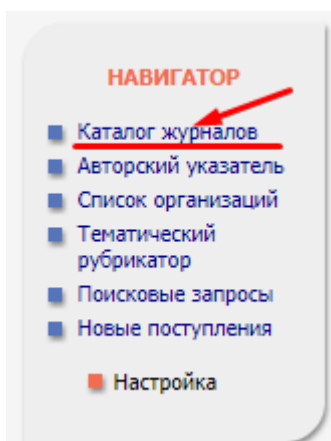 НАВИГАТОР
Каталог журналов
Авторский указатель
Список организаций
Тематический
рубрикатор
Поисковые запросы
Новые поступления
Настройка